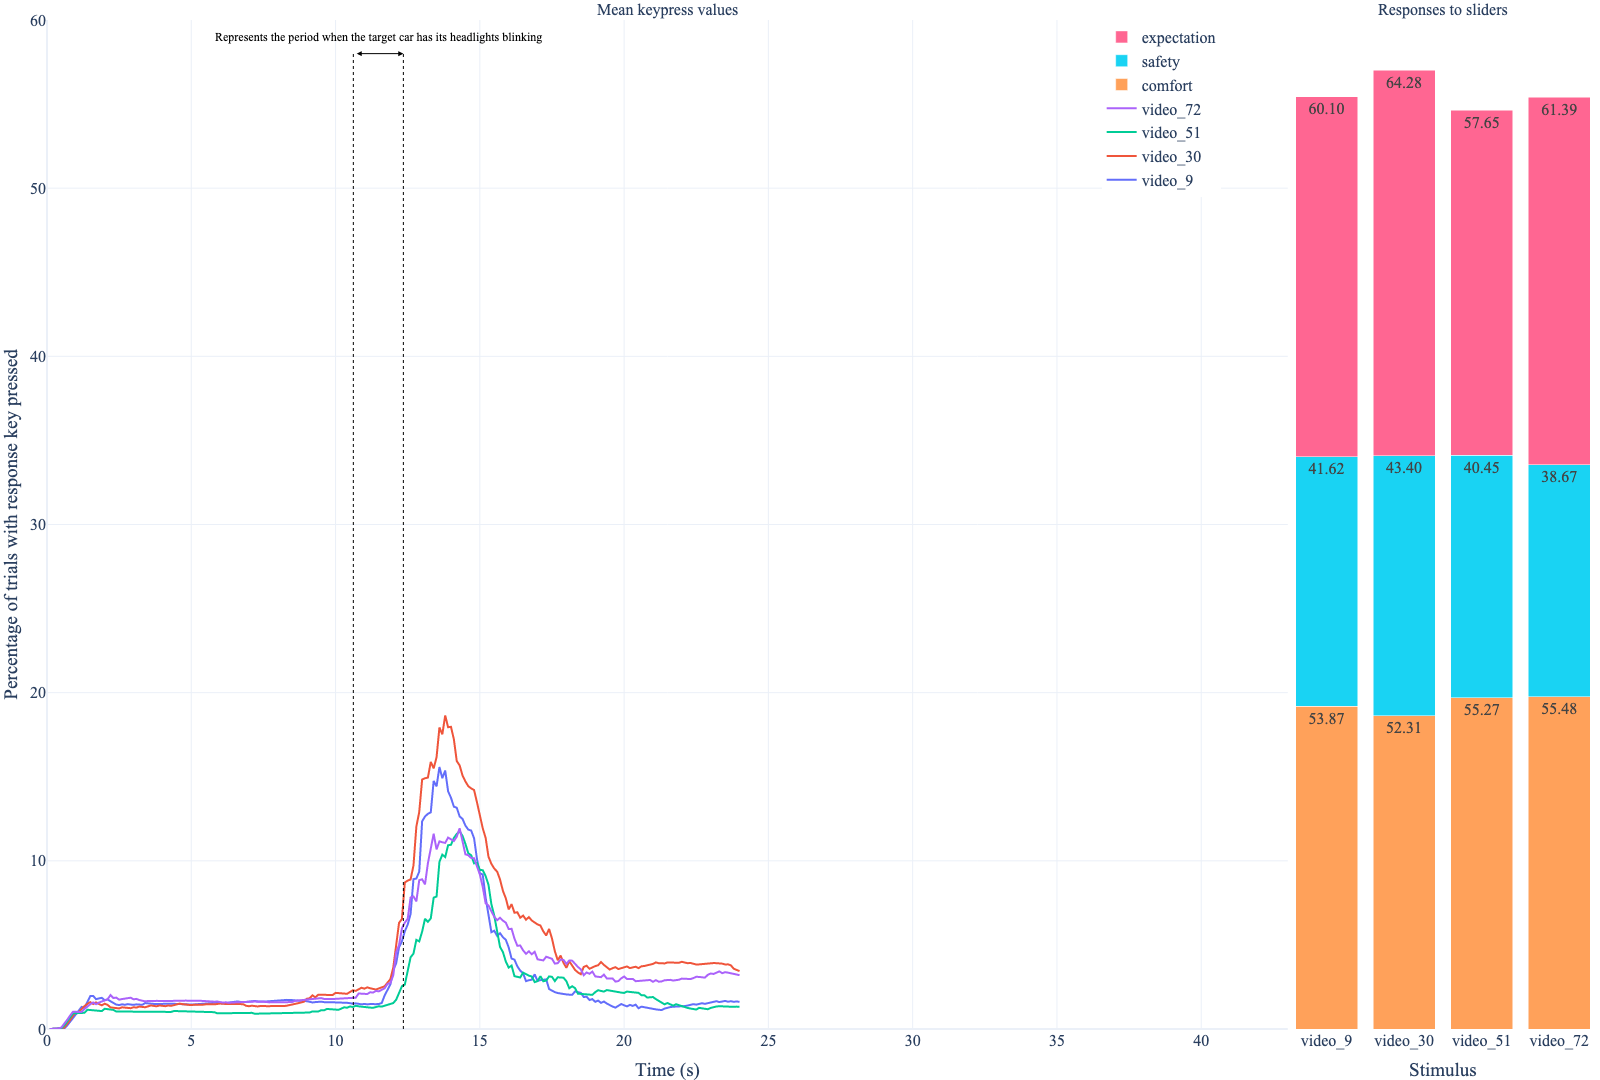 Mean keypress values
Responses to sliders
Represents the period when the target car has its headlights blinking
expectation
safety
comfort
video_72
video_51
video_30
video_9
Percentage of trials with response key pressed
60
50
40
30
20
10
0
0 5 10 15 20 25 30 35 40
Time (s)
60.10 64.28 57.65 61.39
41.62 43.40 40.45 38.67
53.87 52.31 55.27 55.48
video_9 video_30 video_51 video_72
Stimulus